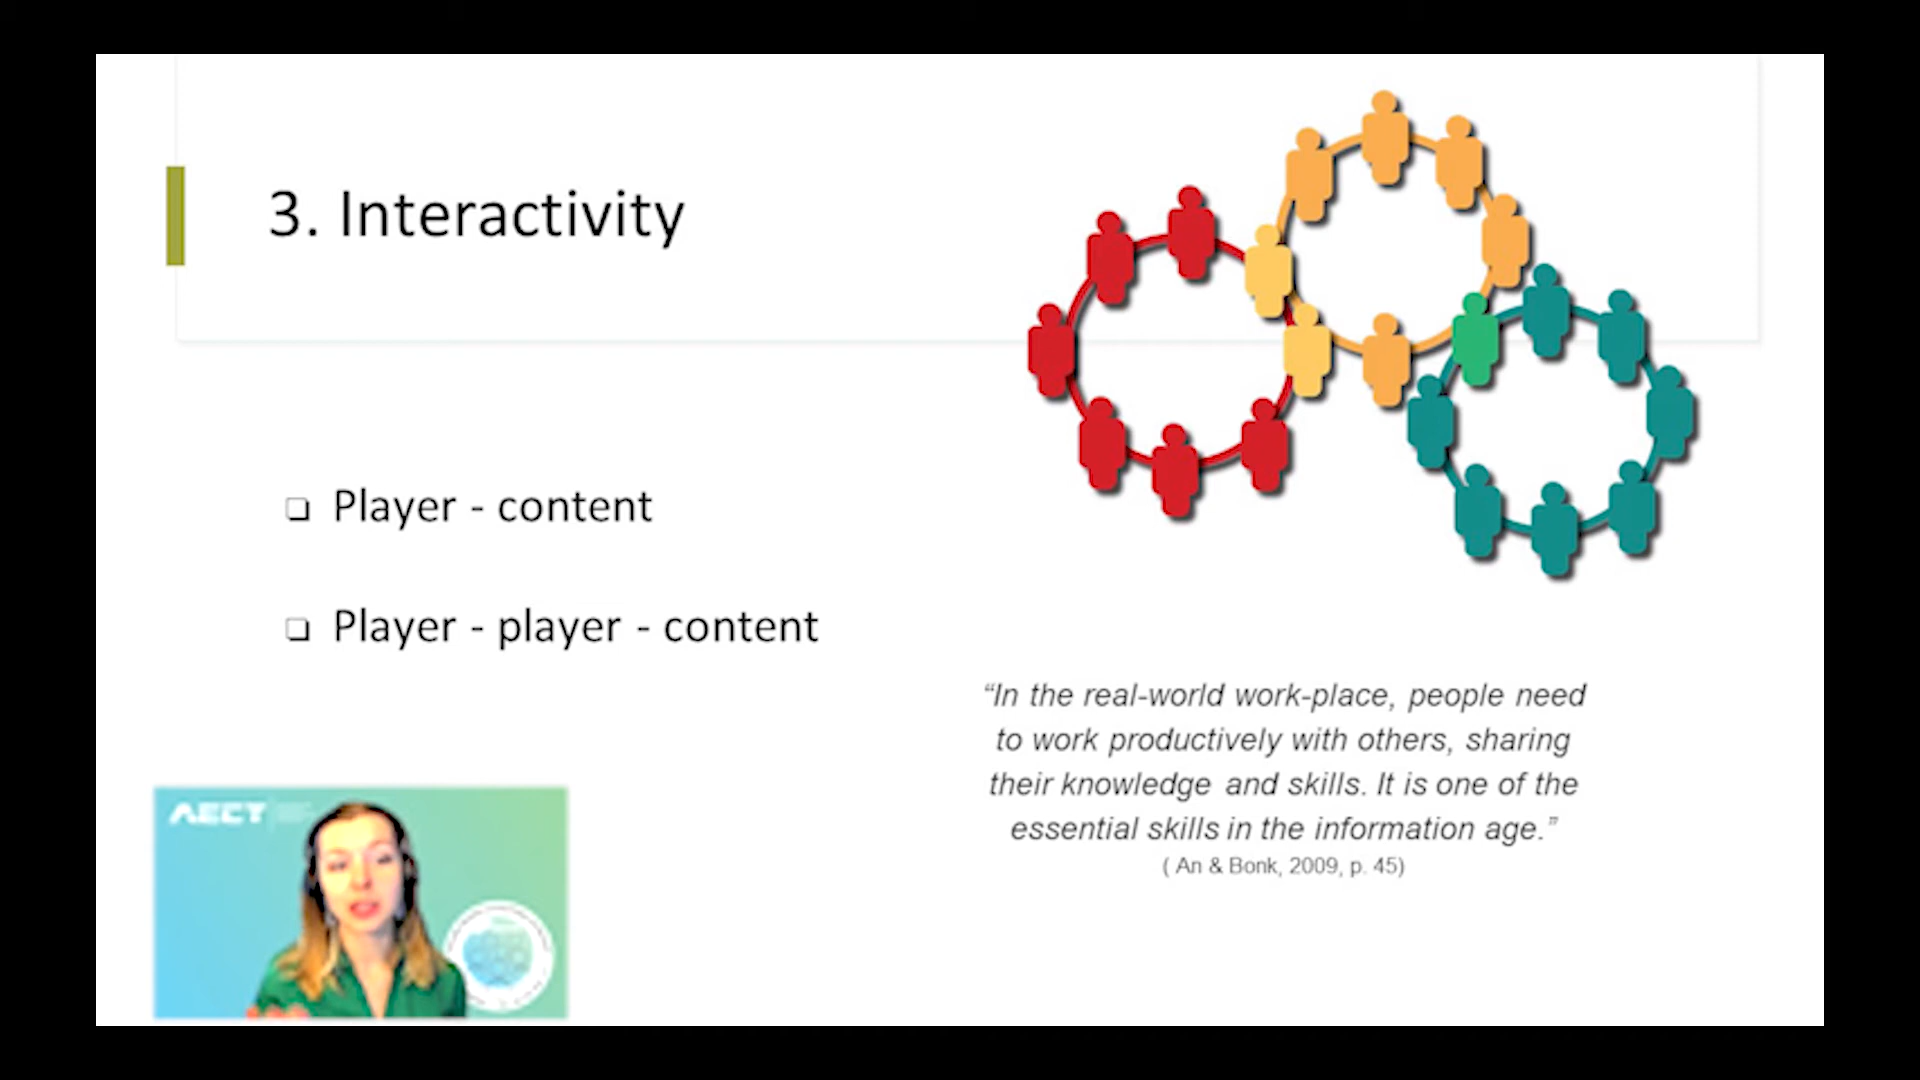 3. Interactivity
Player - content
Player - player - content
“In the real-world work-place, people need
to work productively with others, sharing
their knowledge and skills. It is one of the
essential skills in the information age.”
( An & Bonk, 2009, p. 45)
AECT